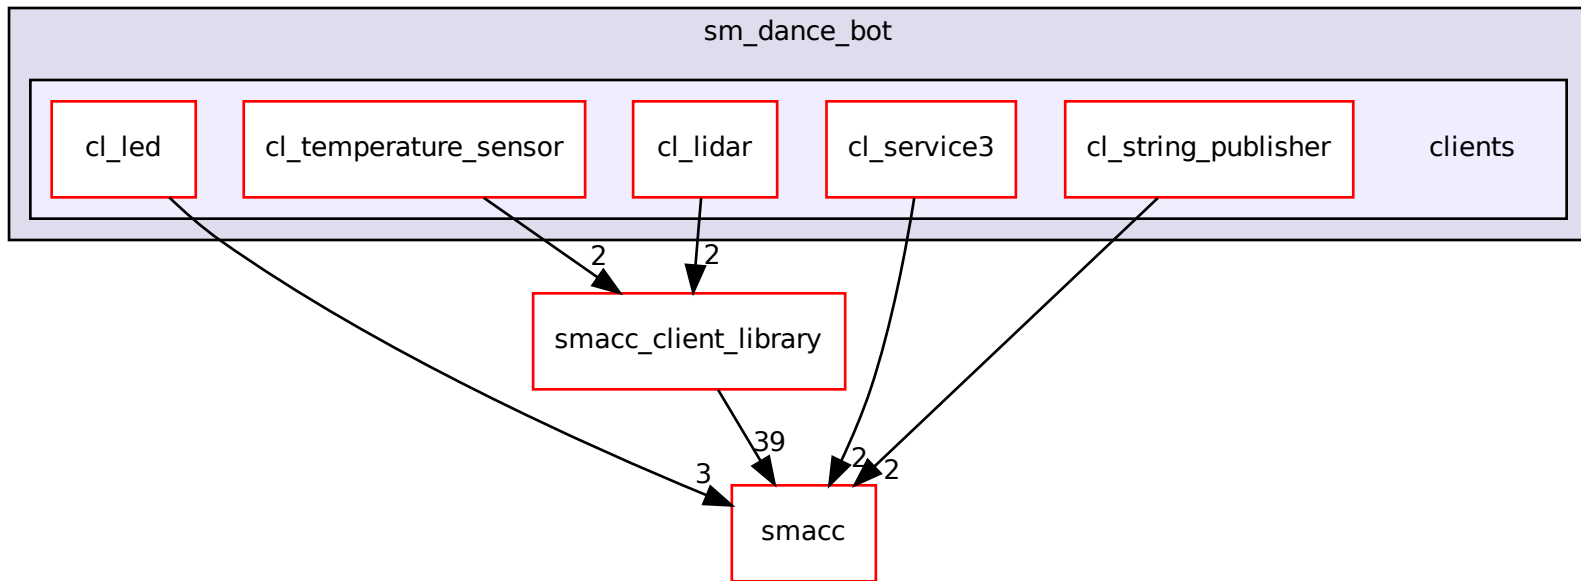 sm_dance_bot
cl_led
cl_temperature_sensor
cl_lidar
cl_service3
cl_string_publisher
clients
2
2
smacc_client_library
39
3
2
2
smacc